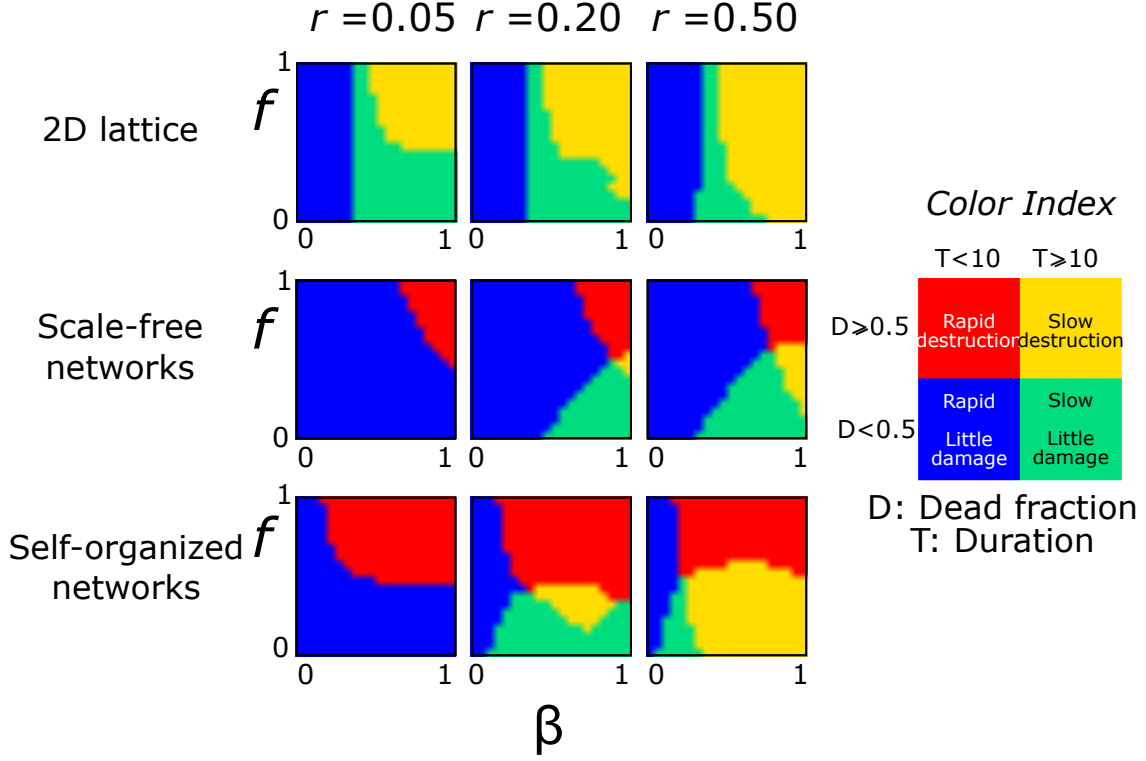 r =0.05 r =0.20 r =0.50
2D lattice
f
1
0
0 1 0 1 0 1
Scale-free
networks
f
1
0
0 1 0 1 0 1
Self-organized
networks
f
1
0
0 1 0 1 0 1
β
Color Index
T<10 T⩾10
D⩾0.5
Rapid
destruction
Slow
destruction
D<0.5
Rapid
Little
damage
Slow
Little
damage
D: Dead fraction
T: Duration